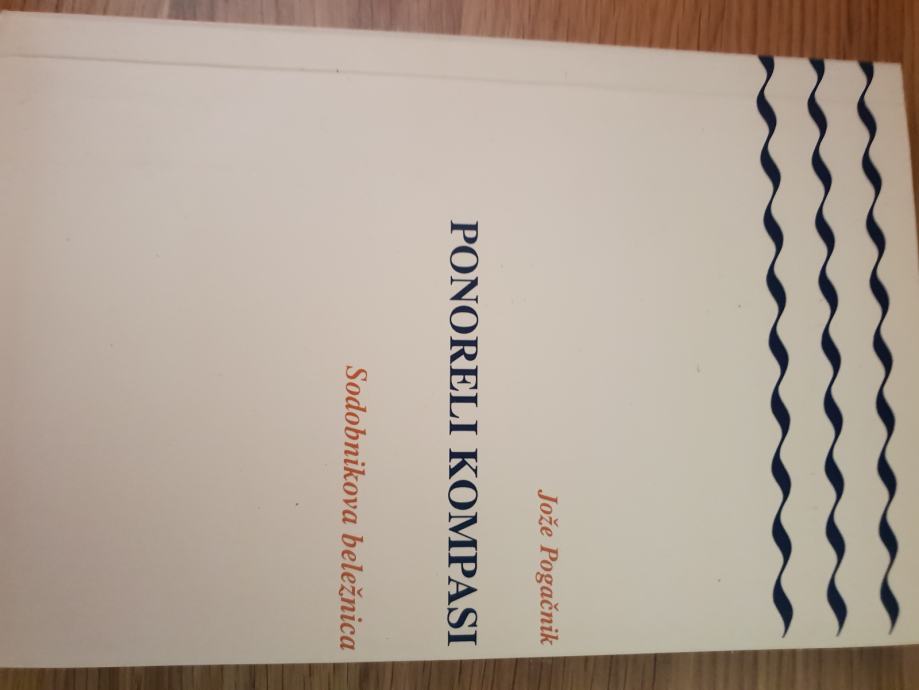 Jože Pogačnik
PONORELI KOMPASI
Sodobnikova beležnica